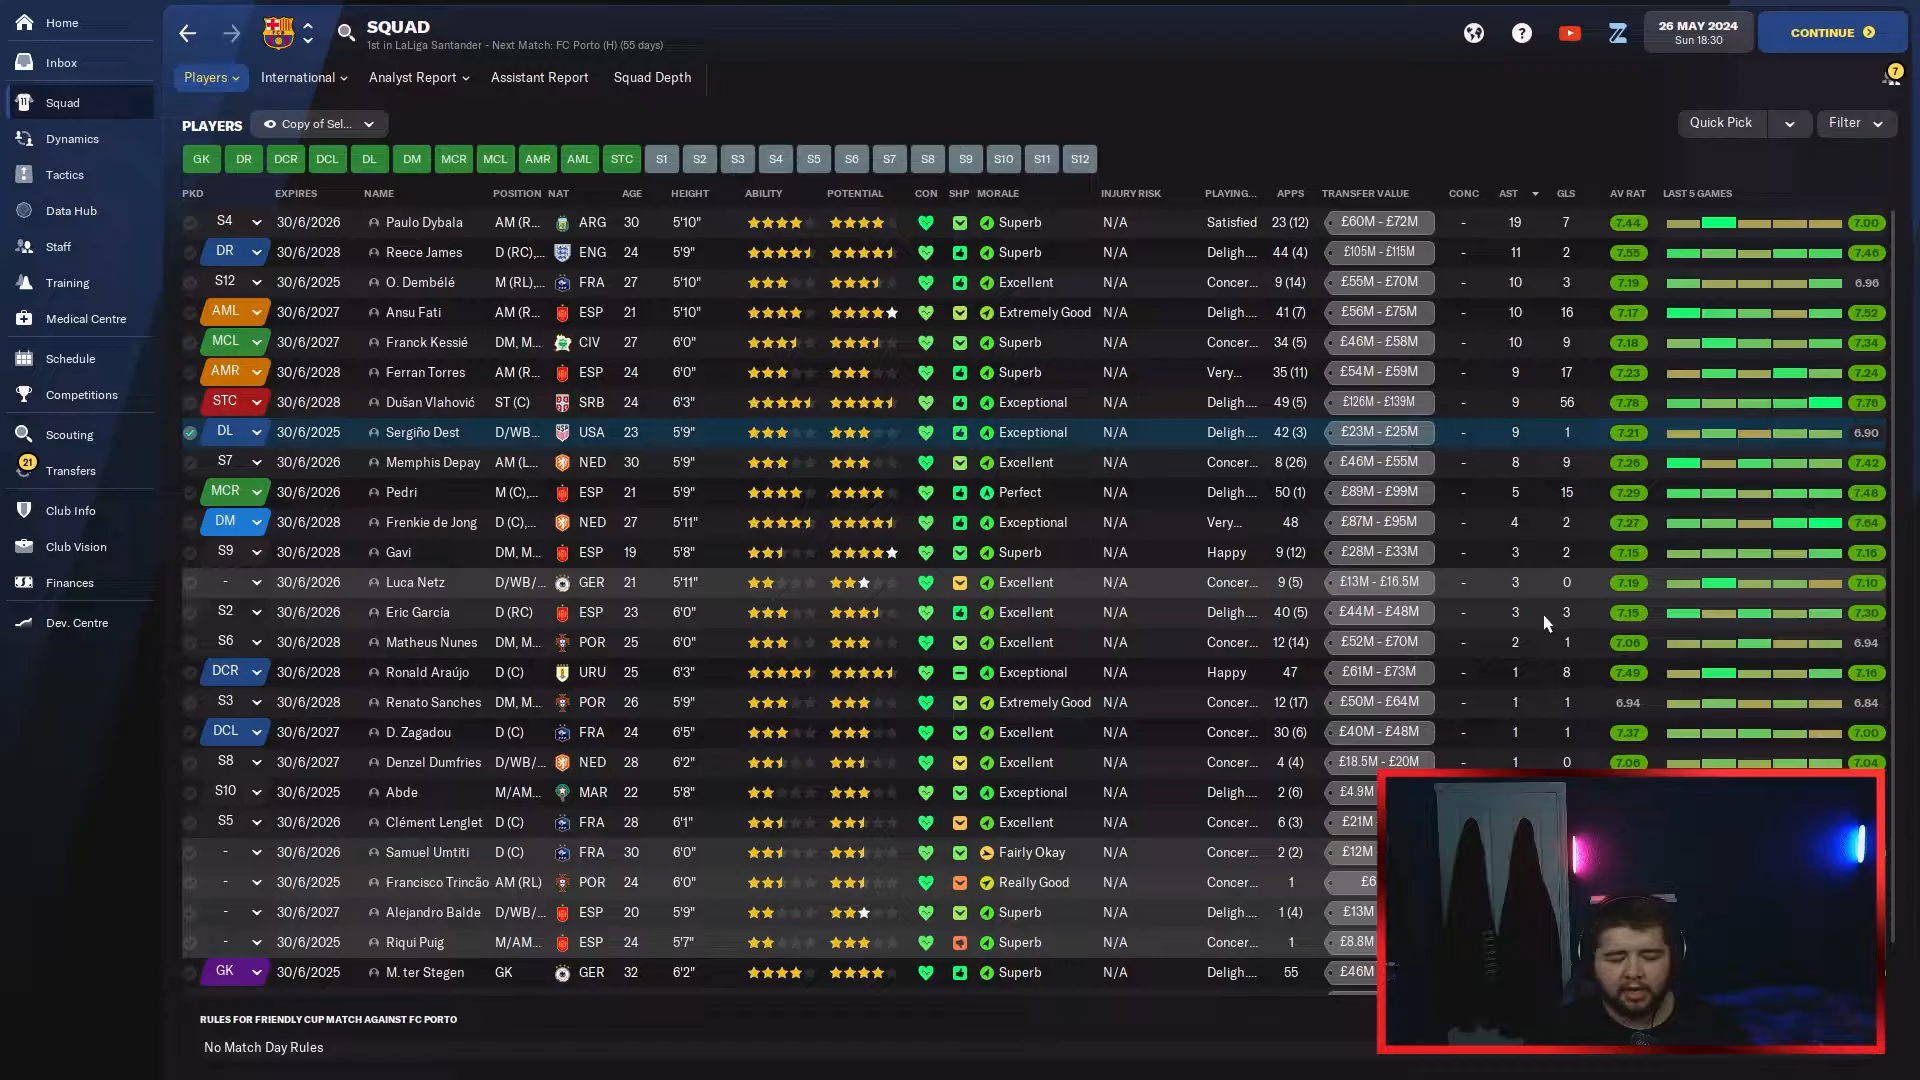 Home
Inbox
Squad
Dynamics
Tactics
Data Hub
Staff
Training
Medical Centre
Schedule
Competitions
Scouting
21
Transfers
Club Info
Club Vision
Finances
Dev. Centre
SQUAD
1st in LaLiga Santander - Next Match: FC Porto (H) (55 days)
26 MAY 2024
Sun 18:30
CONTINUE
Players
International
Analyst Report
Assistant Report
Squad Depth
7
PLAYERS
Copy of Sel...
Quick Pick
Filter
GK DR DCR DCL DL DM MCR MCL AMR AML STC S1 S2 S3 S4 S5 S6 S7 S8 S9 S10 S11 S12
PKD EXPIRES NAME POSITION NAT AGE HEIGHT ABILITY POTENTIAL CON SHP MORALE INJURY RISK PLAYING... APPS TRANSFER VALUE CONC AST GLS AV RAT LAST 5 GAMES
S4 30/6/2026 Paulo Dybala AM (R... ARG 30 5'10" Superb N/A Satisfied 23 (12) £60M - £72M - 19 7 7.44 7.00
DR 30/6/2028 Reece James D (RC),... ENG 24 5'9" Superb N/A Deligh.... 44 (4) £105M - £115M - 11 2 7.55 7.46
S12 30/6/2025 O. Dembélé M (RL),... FRA 27 5'10" Excellent N/A Concer... 9 (14) £55M - £70M - 10 3 7.19 6.96
AML 30/6/2027 Ansu Fati AM (R... ESP 21 5'10" Extremely Good N/A Deligh.... 41 (7) £56M - £75M - 10 16 7.17 7.52
MCL 30/6/2027 Franck Kessié DM, M... CIV 27 6'0" Superb N/A Concer... 34 (5) £46M - £58M - 10 9 7.18 7.34
AMR 30/6/2028 Ferran Torres AM (R... ESP 24 6'0" Superb N/A Very... 35 (11) £54M - £59M - 9 17 7.23 7.24
STC 30/6/2028 Dušan Vlahović ST (C) SRB 24 6'3" Exceptional N/A Deligh.... 49 (5) £126M - £139M - 9 56 7.78 7.76
DL 30/6/2025 Sergiño Dest D/WB... USA 23 5'9" Exceptional N/A Deligh.... 42 (3) £23M - £25M - 9 1 7.21 6.90
S7 30/6/2026 Memphis Depay AM (L... NED 30 5'9" Excellent N/A Concer... 8 (26) £46M - £55M - 8 9 7.26 7.42
MCR 30/6/2026 Pedri M (C),... ESP 21 5'9" Perfect N/A Deligh.... 50 (1) £89M - £99M - 5 15 7.29 7.48
DM 30/6/2028 Frenkie de Jong D (C),... NED 27 5'11" Exceptional N/A Very... 48 £87M - £95M - 4 2 7.27 7.64
S9 30/6/2028 Gavi DM, M... ESP 19 5'8" Superb N/A Happy 9 (12) £28M - £33M - 3 2 7.15 7.16
- 30/6/2026 Luca Netz D/WB/... GER 21 5'11" Excellent N/A Concer... 9 (5) £13M - £16.5M - 3 0 7.19 7.10
S2 30/6/2026 Eric García D (RC) ESP 23 6'0" Excellent N/A Deligh.... 40 (5) £44M - £48M - 3 3 7.15 7.30
S6 30/6/2028 Matheus Nunes DM, M... POR 25 6'0" Excellent N/A Concer... 12 (14) £52M - £70M - 2 1 7.06 6.94
DCR 30/6/2028 Ronald Araújo D (C) URU 25 6'3" Exceptional N/A Happy 47 £61M - £73M - 1 8 7.49 7.16
S3 30/6/2028 Renato Sanches DM, M... POR 26 5'9" Extremely Good N/A Concer... 12 (17) £50M - £64M - 1 1 6.94 6.84
DCL 30/6/2027 D. Zagadou D (C) FRA 24 6'5" Excellent N/A Concer... 30 (6) £40M - £48M - 1 1 7.37 7.00
S8 30/6/2027 Denzel Dumfries D/WB/... NED 28 6'2" Excellent N/A Concer... 4 (4) £18.5M - £20M - 1 0 7.06 7.04
S10 30/6/2025 Abde M/AM... MAR 22 5'8" Exceptional N/A Deligh.... 2 (6) £4.9M
S5 30/6/2026 Clément Lenglet D (C) FRA 28 6'1" Excellent N/A Concer... 6 (3) £21M
- 30/6/2026 Samuel Umtiti D (C) FRA 30 6'0" Fairly Okay N/A Concer... 2 (2) £12M
- 30/6/2025 Francisco Trincão AM (RL) POR 24 6'0" Really Good N/A Concer... 1 £6
- 30/6/2027 Alejandro Balde D/WB/... ESP 20 5'9" Superb N/A Deligh.... 1 (4) £13M
- 30/6/2025 Riqui Puig M/AM... ESP 24 5'7" Superb N/A Concer... 1 £8.8M
GK 30/6/2025 M. ter Stegen GK GER 32 6'2" Superb N/A Deligh.... 55 £46M
RULES FOR FRIENDLY CUP MATCH AGAINST FC PORTO
No Match Day Rules